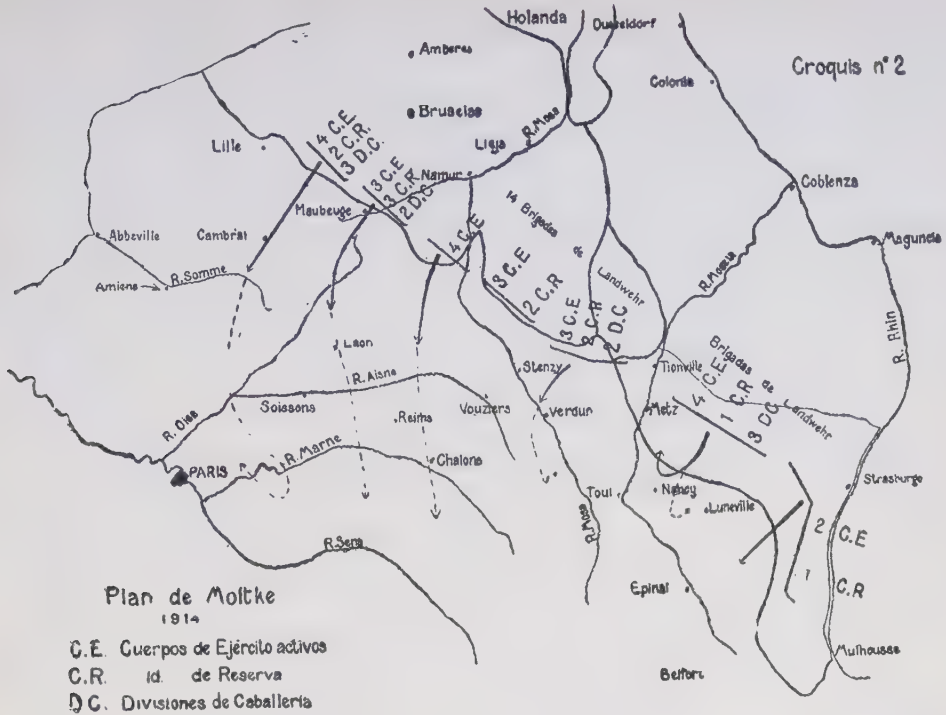 Holanda
Dusseldorf
Croquis nº 2
Amberes
Colonia
Bruselas
R. Mosa
Lieja
Lille
4 C.E
2 C.R.
3 D.C.
3 C.E
3 C.R
2 D.C
Namur
Coblenza
Maubeuge
14 Brigadas de Landwehr
Maguncia
Abbeville
Cambrai
4 C.E
R. Somme
Amiens
3 C.E
2 C.R
R. Mosela
3 C.E
2 C.R
2 D.C
R. Rhin
Laon
Stenzy
Tionville
Brigadas de Landwehr
4 C.E
1 C.R
3 D.C
R. Aisne
Soissons
Reims
Vouziers
Verdun
Metz
R. Oise
R. Marne
Chalons
PARIS
Strasburgo
Toul
Nancy
Luneville
R. Mosa
2 C.E
1 C.R
R. Sena
Epinal
Mulhousse
Belfort
Plan de Moltke
1914
C.E. Cuerpos de Ejército activos
C.R. id. de Reserva
D.C. Divisiones de Caballería